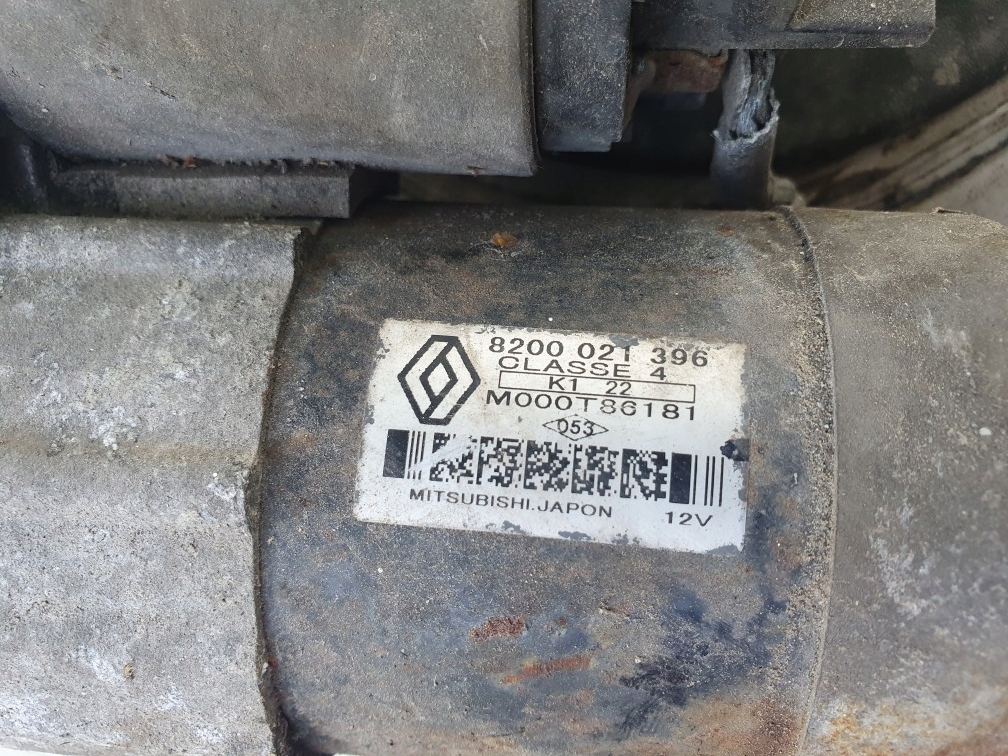 8200 021 396
CLASSE 4
K1 22
M000T86181
053
MITSUBISHI.JAPON 12V